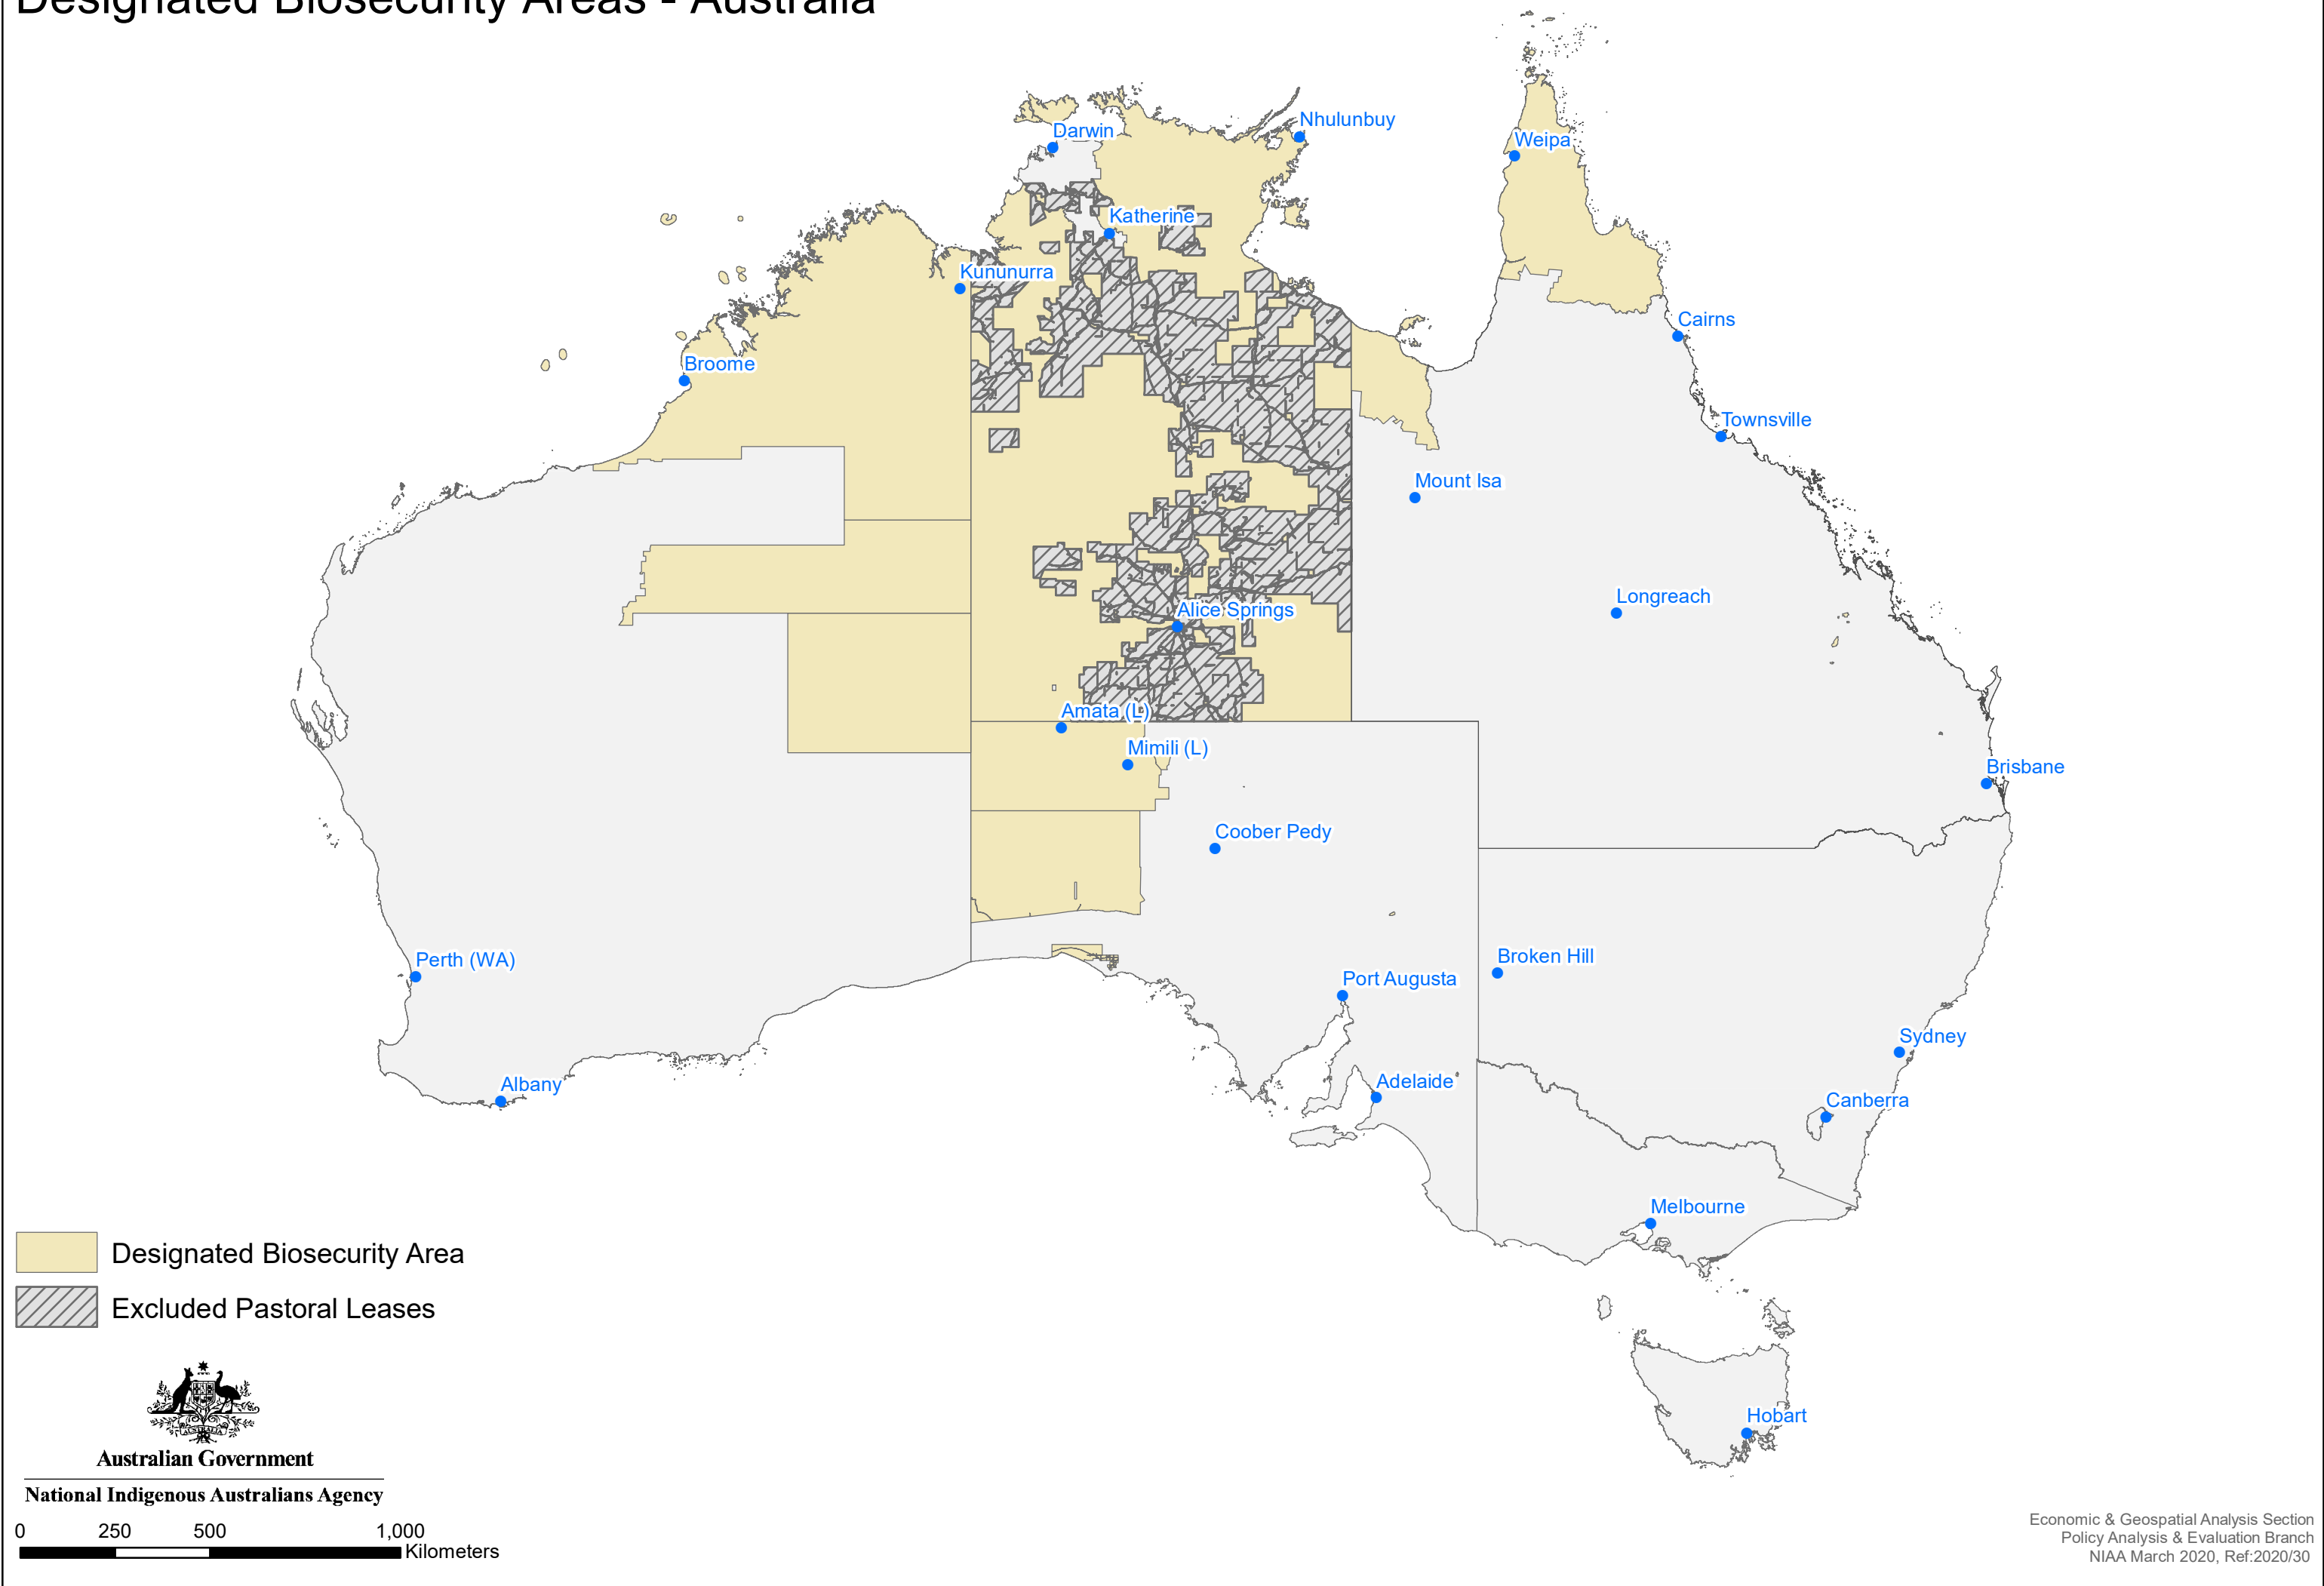 Designated Biosecurity Areas - Australia
Darwin
Nhulunbuy
Weipa
Katherine
Kununurra
Cairns
Broome
Townsville
Mount Isa
Longreach
Alice Springs
Amata (L)
Mimili (L)
Brisbane
Coober Pedy
Perth (WA)
Broken Hill
Port Augusta
Sydney
Albany
Adelaide
Canberra
Melbourne
Hobart
Designated Biosecurity Area
Excluded Pastoral Leases
AUSTRALIA
Australian Government
National Indigenous Australians Agency
0 250 500 1,000
Kilometers
Economic & Geospatial Analysis Section
Policy Analysis & Evaluation Branch
NIAA March 2020, Ref:2020/30